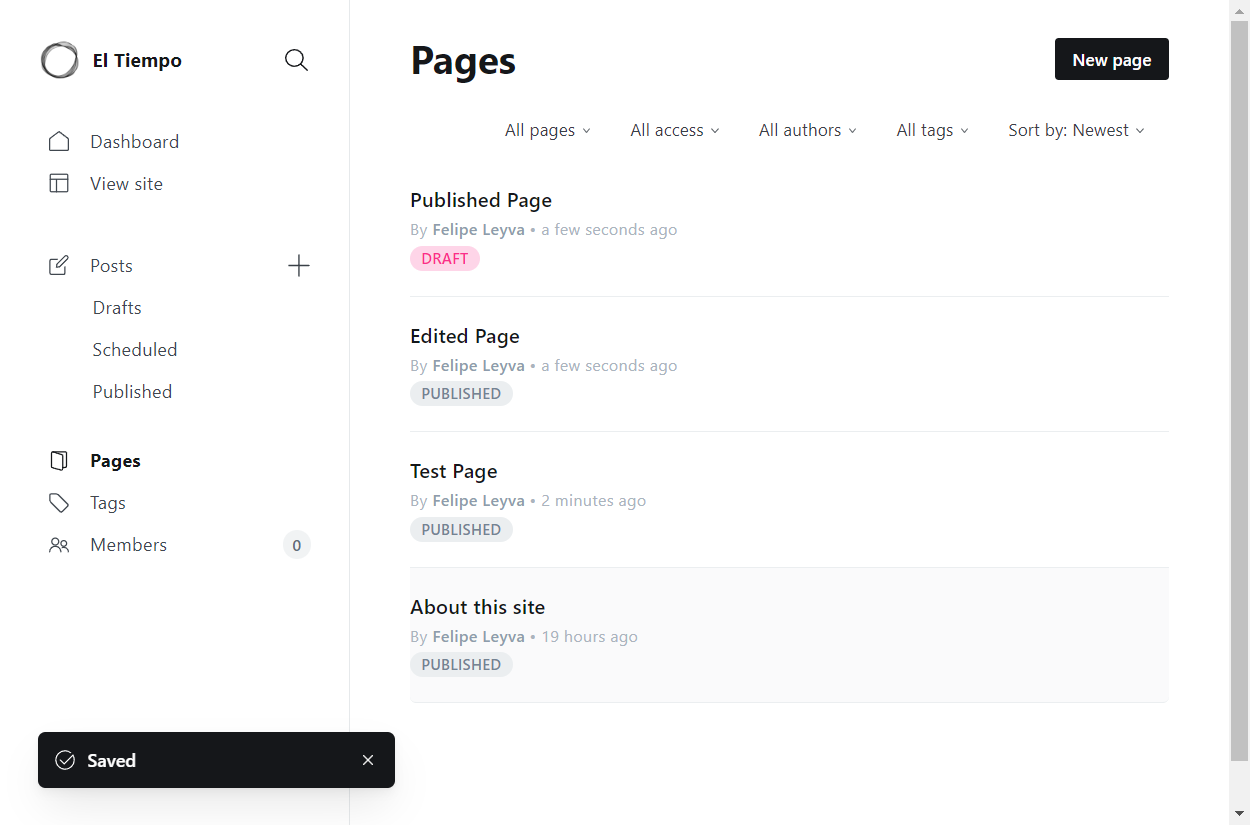 El Tiempo
Dashboard
View site
Posts
Drafts
Scheduled
Published
Pages
Tags
Members
0
Pages
New page
All pages
All access
All authors
All tags
Sort by: Newest
Published Page
By Felipe Leyva • a few seconds ago
DRAFT
Edited Page
By Felipe Leyva • a few seconds ago
PUBLISHED
Test Page
By Felipe Leyva • 2 minutes ago
PUBLISHED
About this site
By Felipe Leyva • 19 hours ago
PUBLISHED
Saved